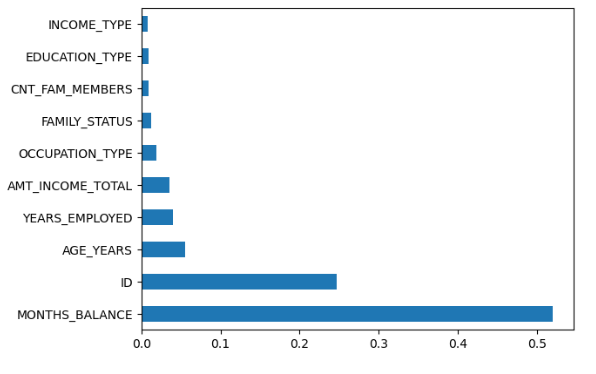 INCOME_TYPE
EDUCATION_TYPE
CNT_FAM_MEMBERS
FAMILY_STATUS
OCCUPATION_TYPE
AMT_INCOME_TOTAL
YEARS_EMPLOYED
AGE_YEARS
ID
MONTHS_BALANCE
0.0 0.1 0.2 0.3 0.4 0.5